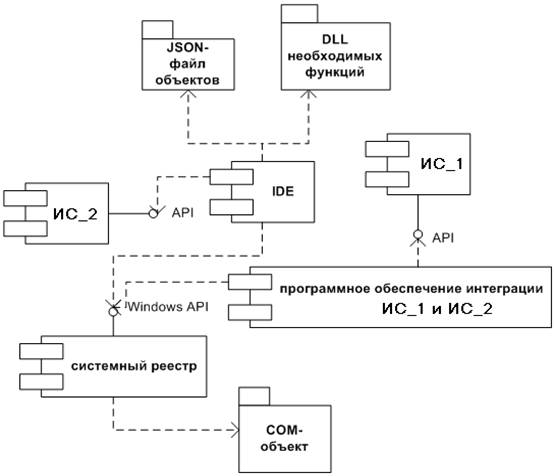 JSON-
файл
объектов
DLL
необходимых
функций
ИС_1
IDE
ИС_2
API
API
программное обеспечение интеграции
ИС_1 и ИС_2
Windows API
системный реестр
COM-
объект